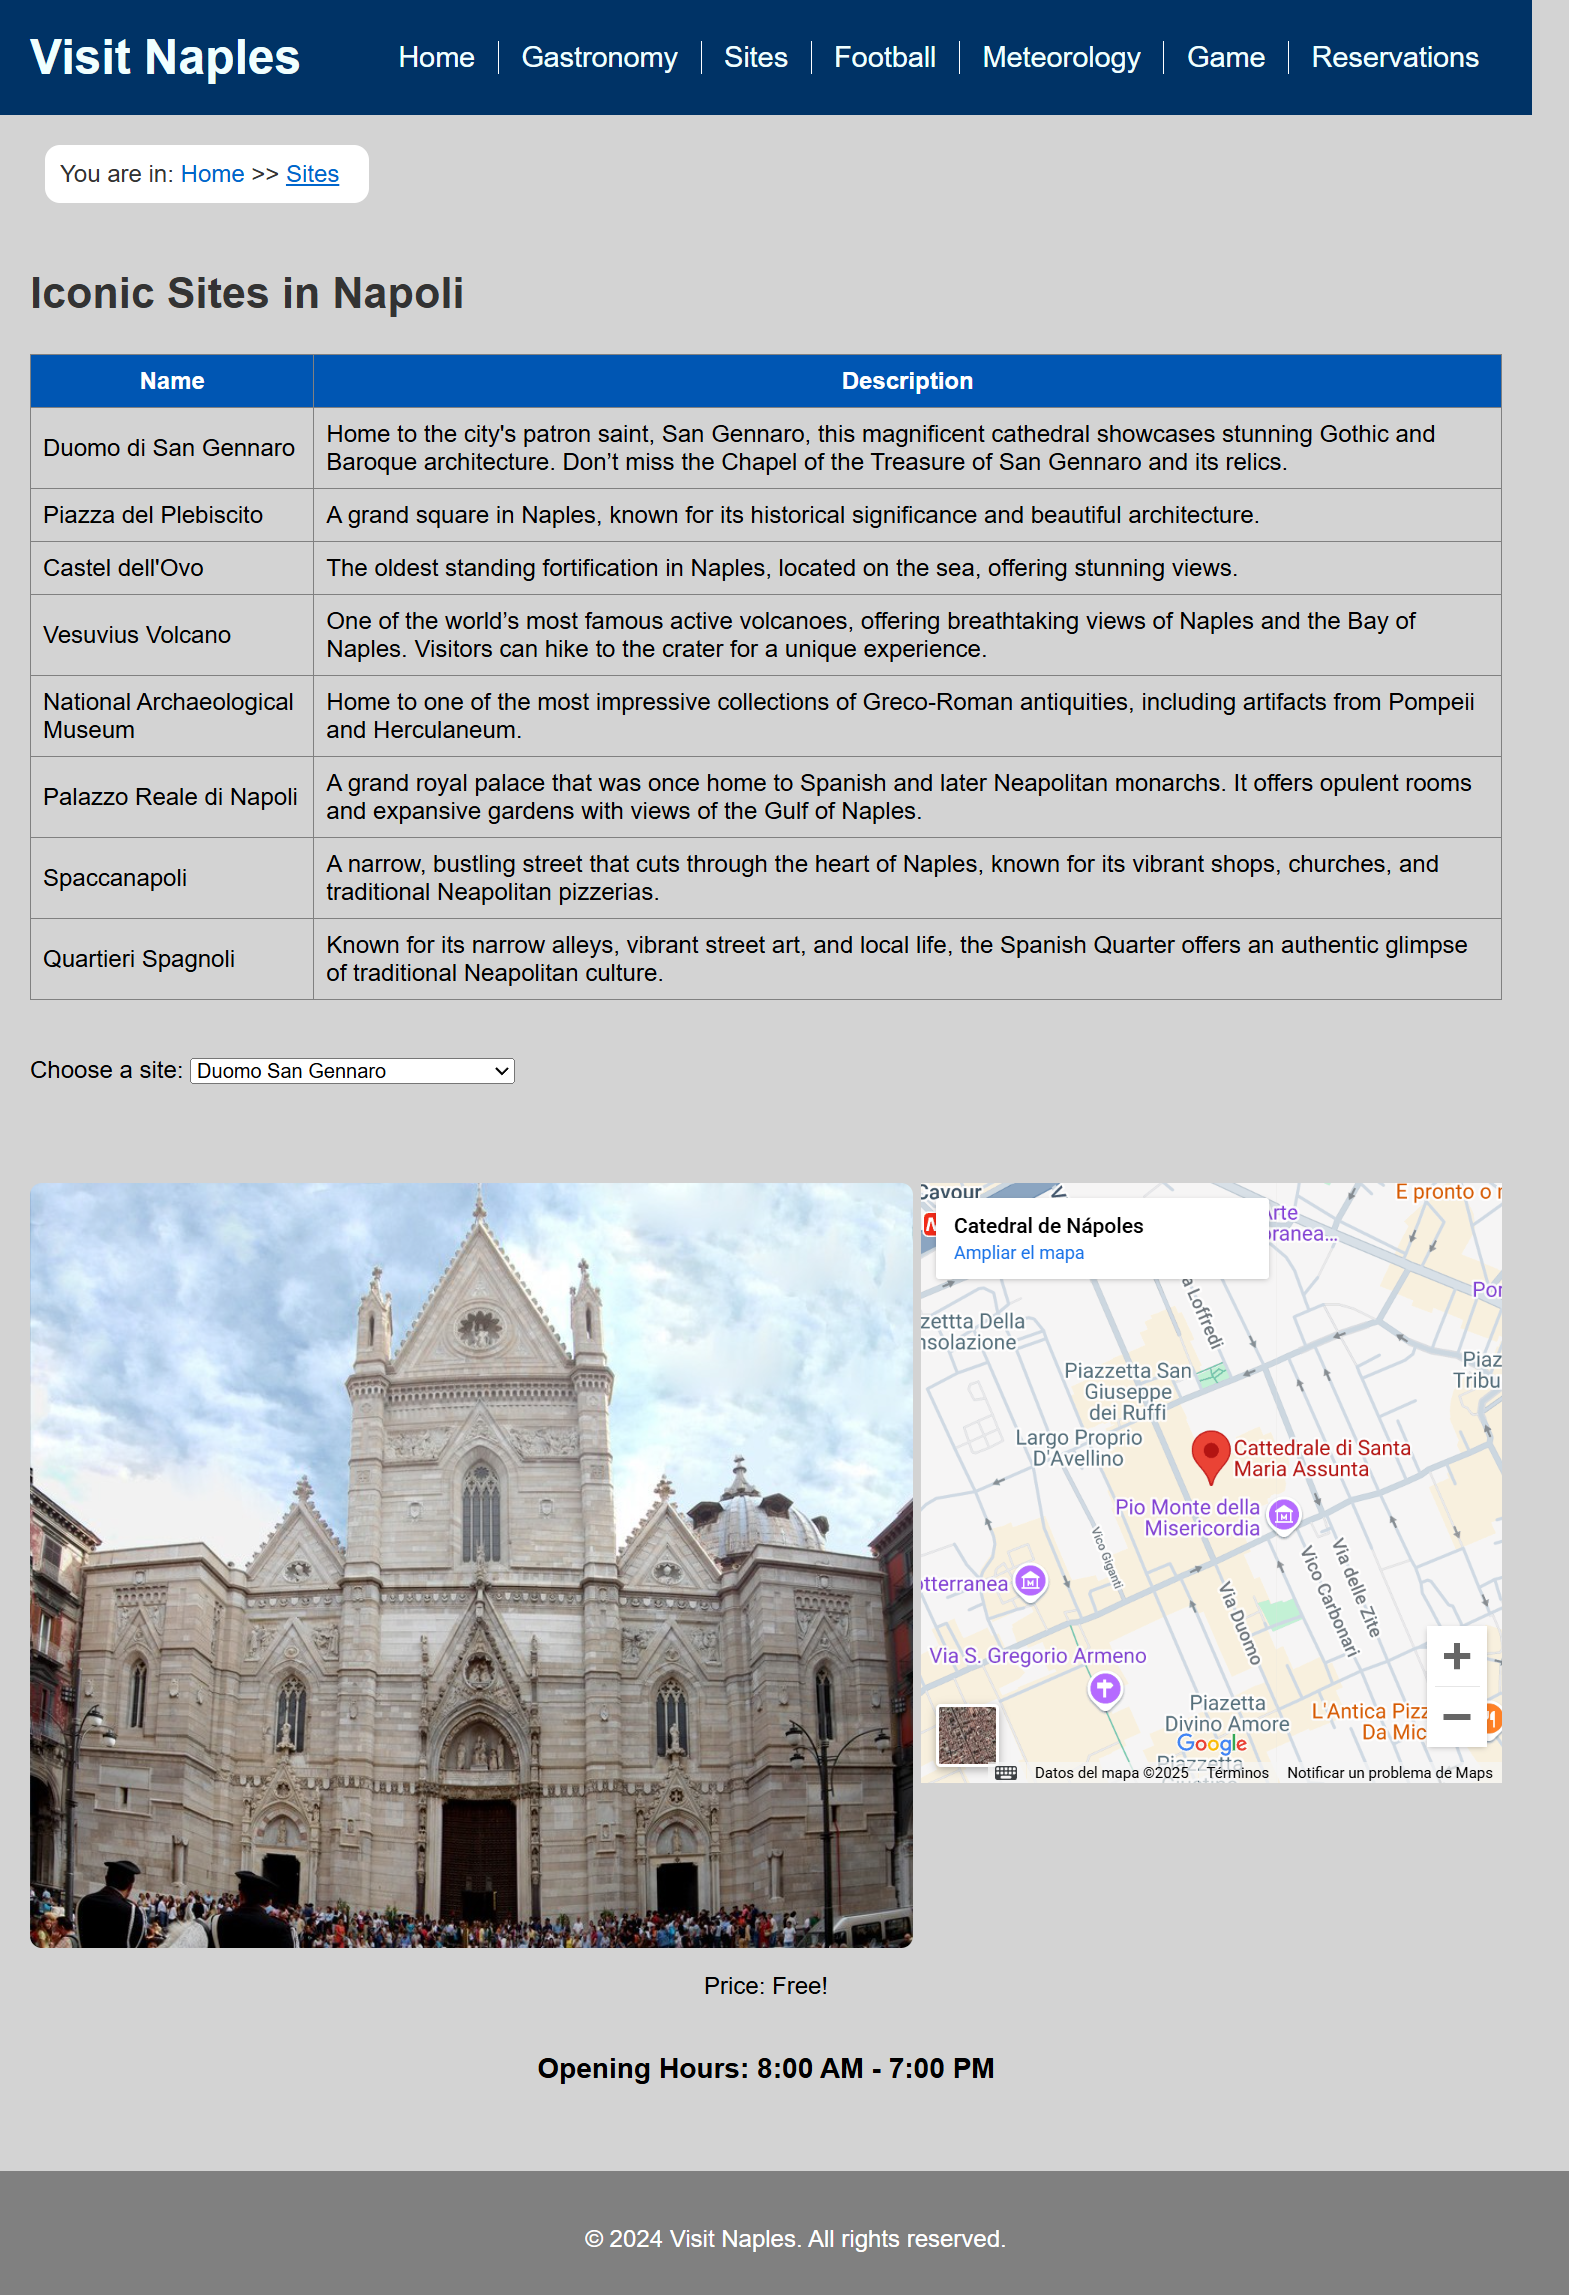 Visit Naples
Home
Gastronomy
Sites
Football
Meteorology
Game
Reservations
You are in: Home >> Sites
Iconic Sites in Napoli
Name
Description
Duomo di San Gennaro
Home to the city's patron saint, San Gennaro, this magnificent cathedral showcases stunning Gothic and
Baroque architecture. Don’t miss the Chapel of the Treasure of San Gennaro and its relics.
Piazza del Plebiscito
A grand square in Naples, known for its historical significance and beautiful architecture.
Castel dell'Ovo
The oldest standing fortification in Naples, located on the sea, offering stunning views.
Vesuvius Volcano
One of the world’s most famous active volcanoes, offering breathtaking views of Naples and the Bay of
Naples. Visitors can hike to the crater for a unique experience.
National Archaeological
Museum
Home to one of the most impressive collections of Greco-Roman antiquities, including artifacts from Pompeii
and Herculaneum.
Palazzo Reale di Napoli
A grand royal palace that was once home to Spanish and later Neapolitan monarchs. It offers opulent rooms
and expansive gardens with views of the Gulf of Naples.
Spaccanapoli
A narrow, bustling street that cuts through the heart of Naples, known for its vibrant shops, churches, and
traditional Neapolitan pizzerias.
Quartieri Spagnoli
Known for its narrow alleys, vibrant street art, and local life, the Spanish Quarter offers an authentic glimpse
of traditional Neapolitan culture.
Choose a site: Duomo San Gennaro
Cavour
E pronto o
Catedral de Nápoles
Ampliar el mapa
Arte
oranea...
Por
zettta Della
nsolazione
a Loffredi
Piazzetta San
Giuseppe
dei Ruffi
Piaz
Tribu
Largo Proprio
D'Avellino
Cattedrale di Santa
Maria Assunta
Pio Monte della
Misericordia
Vico Giganti
Via Duomo
Vico Carbonari
Via delle Zite
otterranea
Via S. Gregorio Armeno
Piazetta
Divino Amore
L'Antica Pizz
Da Mic
Google
Piazzetta
Datos del mapa ©2025
Términos
Notificar un problema de Maps
Price: Free!
Opening Hours: 8:00 AM - 7:00 PM
© 2024 Visit Naples. All rights reserved.